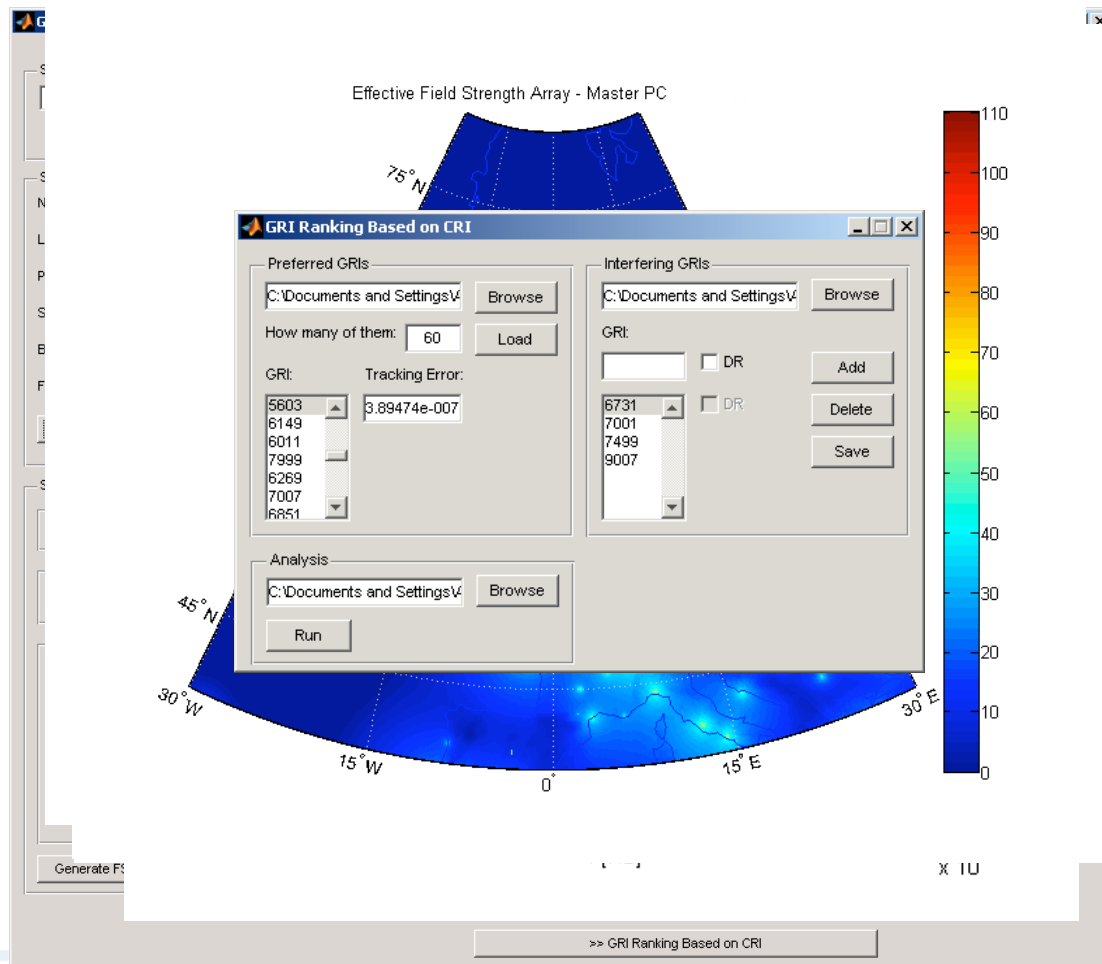 G
S
S
N
L
P
S
B
F
S
Generate FS
Effective Field Strength Array - Master PC
75°N
45°N
30°W
15°W
0°
15°E
30°E
110
100
90
80
70
60
50
40
30
20
10
0
GRI Ranking Based on CRI
Preferred GRIs
C:\Documents and Settings\
Browse
How many of them:
60
Load
GRI:
Tracking Error:
5603
6149
6011
7999
6269
7007
6851
3.89474e-007
Interfering GRIs
C:\Documents and Settings\
Browse
GRI:
DR
Add
6731
7001
7499
9007
DR
Delete
Save
Analysis
C:\Documents and Settings\
Browse
Run
x 10
>> GRI Ranking Based on CRI